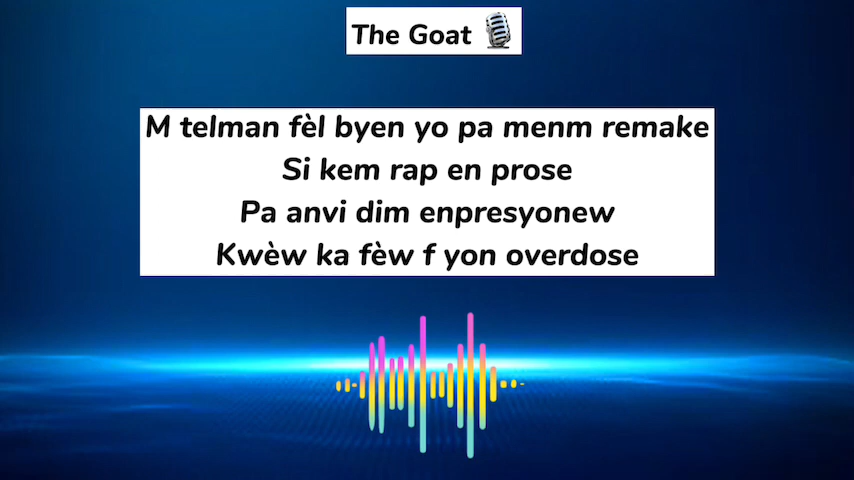 The Goat
M telman fèl byen yo pa menm remake
Si kem rap en prose
Pa anvi dim enpresyonew
Kwèw ka fèw f yon overdose